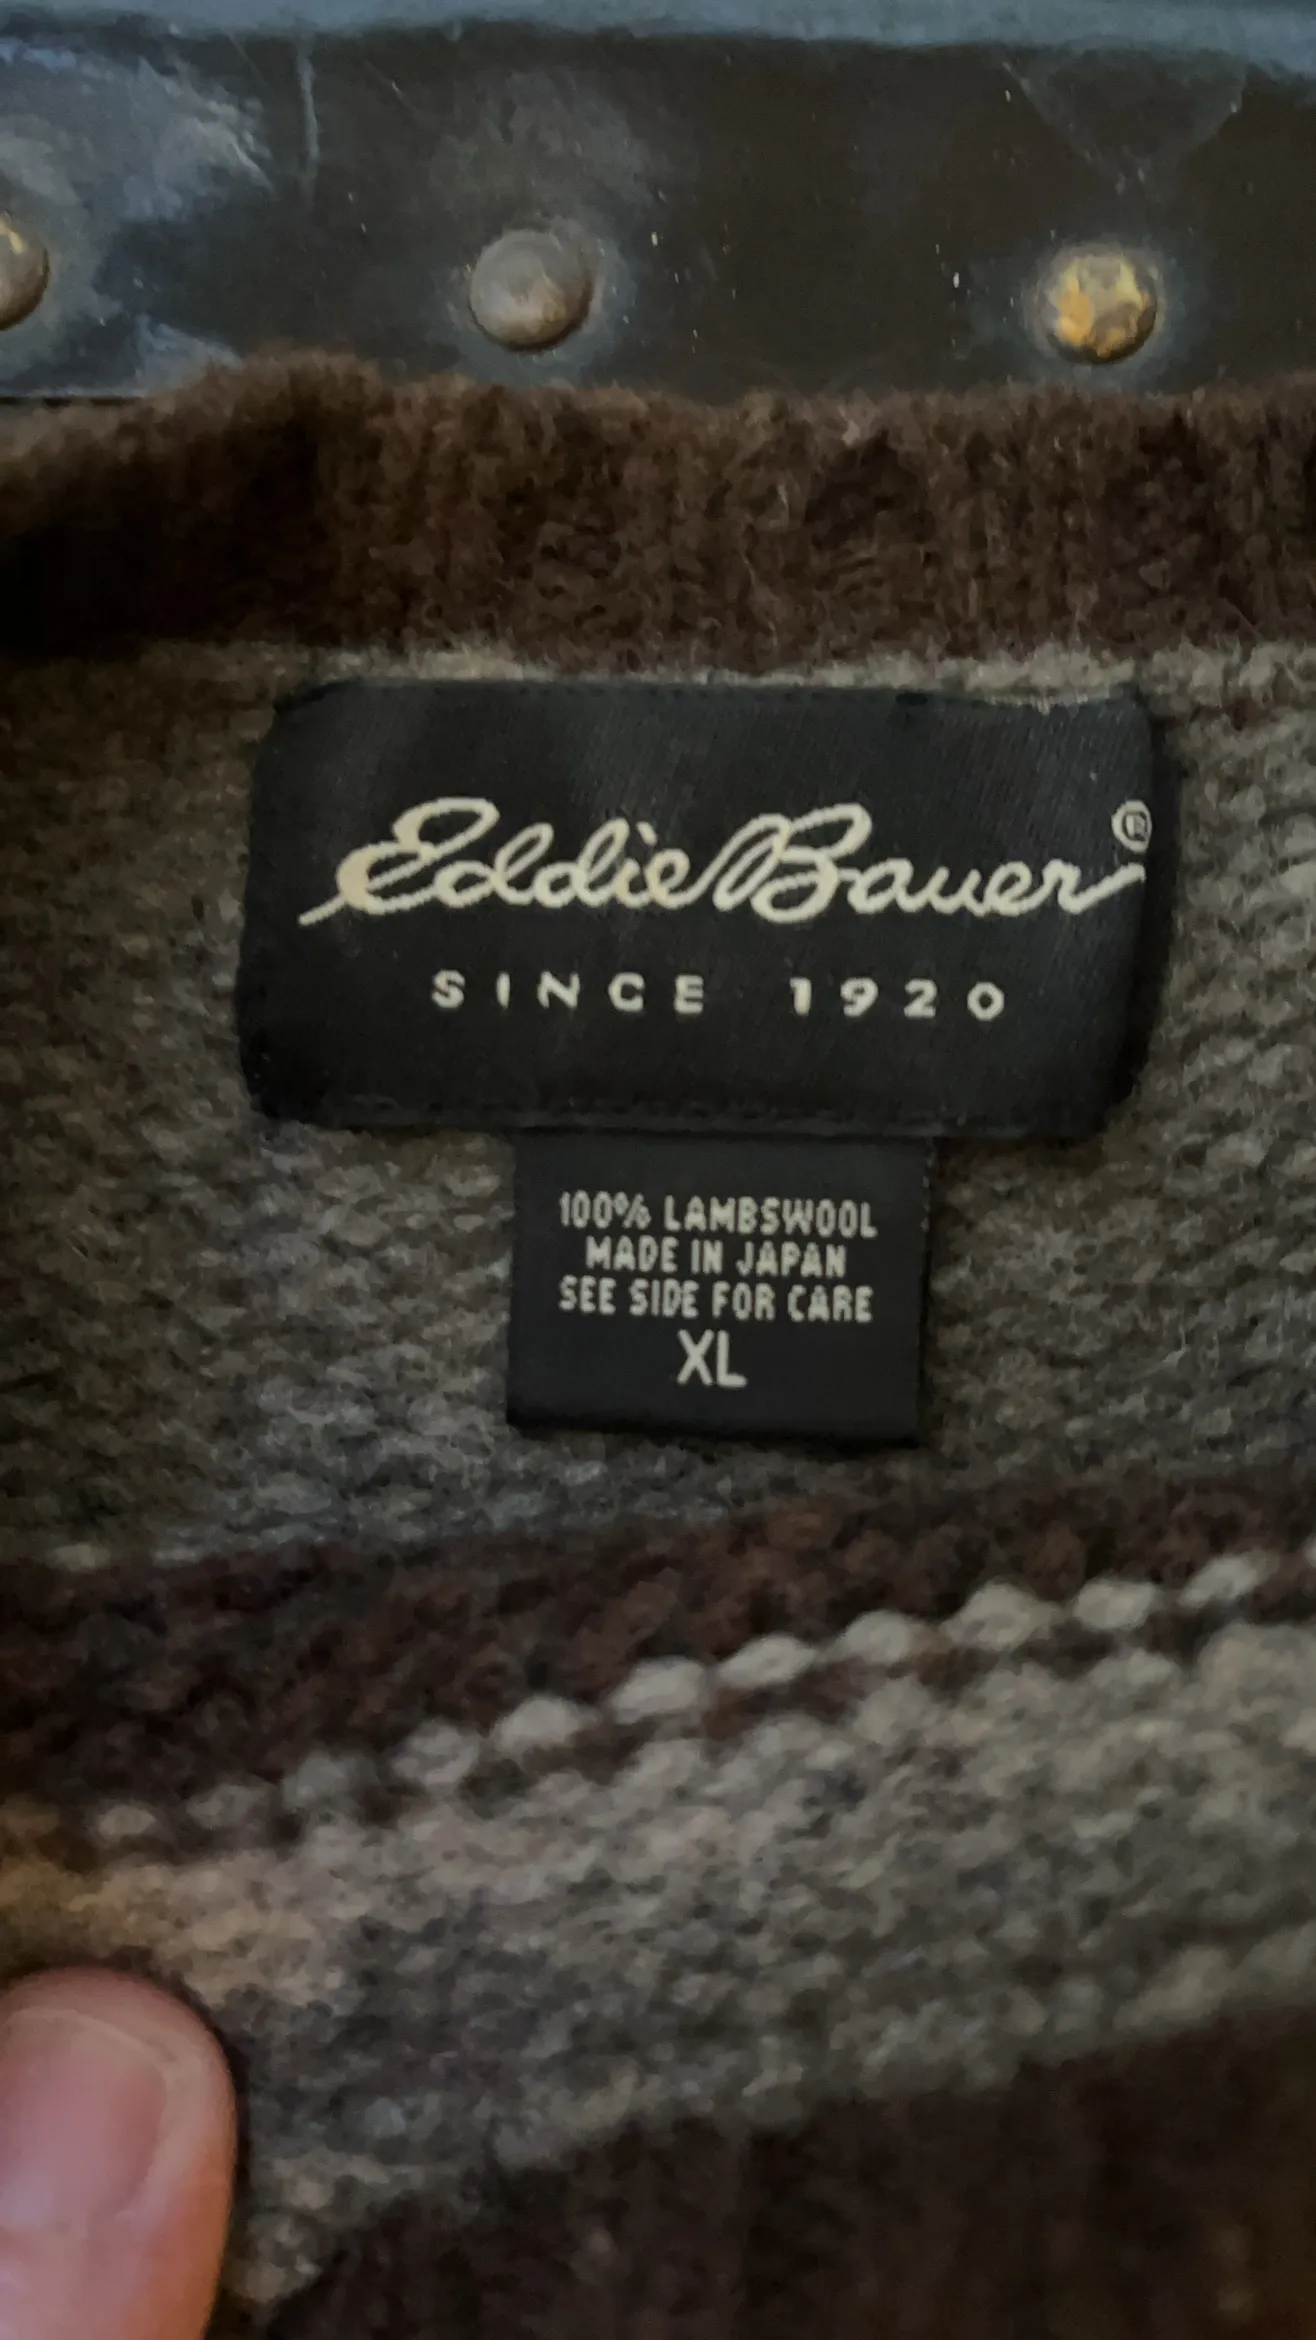 Eddie Bauer®
SINCE 1920
100% LAMBSWOOL
MADE IN JAPAN
SEE SIDE FOR CARE
XL